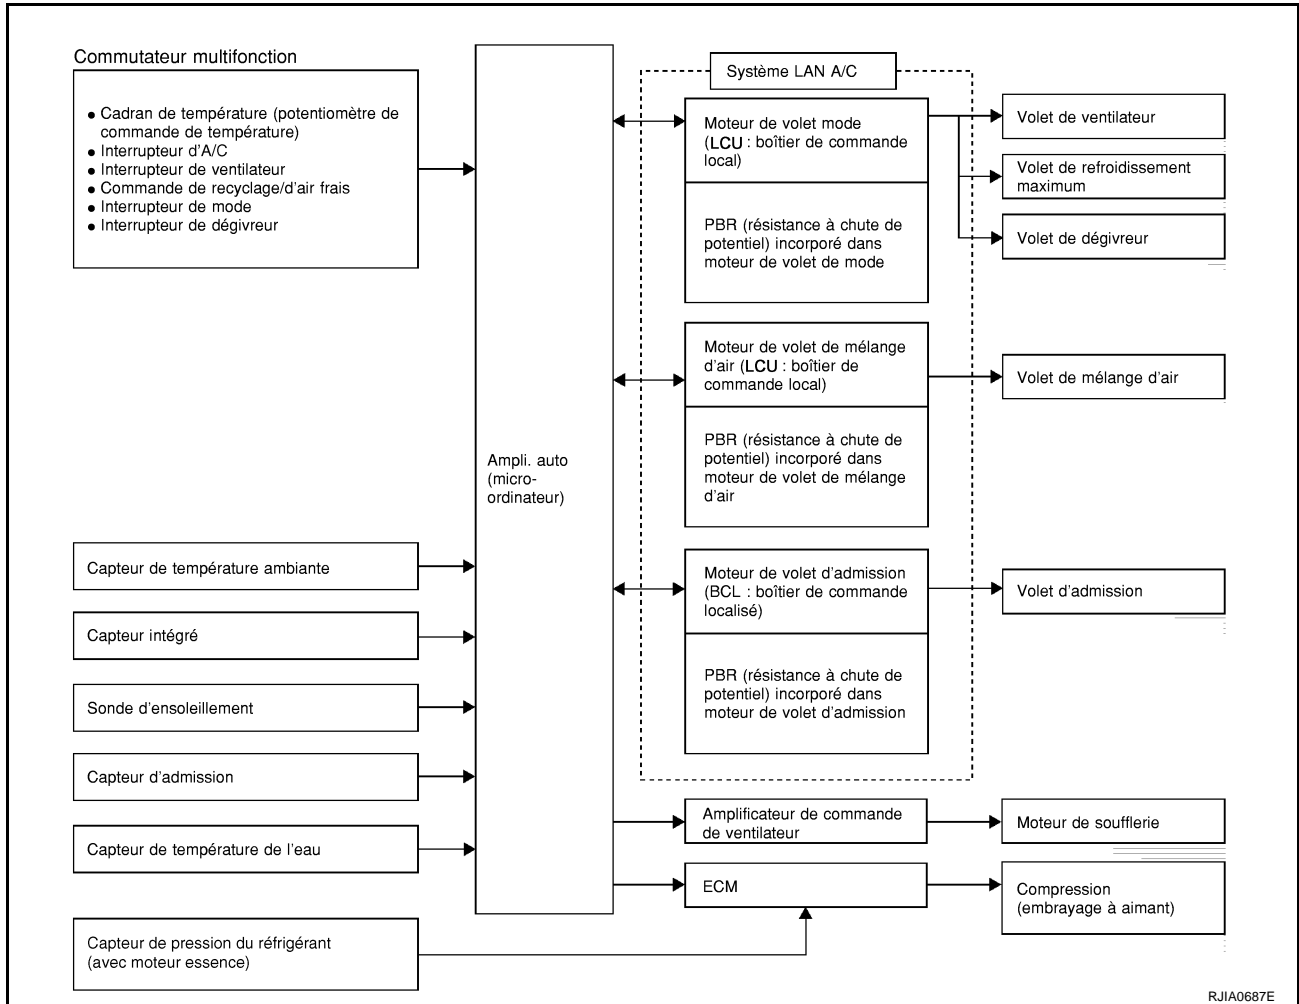 Commutateur multifonction
● Cadran de température (potentiomètre de
commande de température)
● Interrupteur d'A/C
● Interrupteur de ventilateur
● Commande de recyclage/d'air frais
● Interrupteur de mode
● Interrupteur de dégivreur
Capteur de température ambiante
Capteur intégré
Sonde d'ensoleillement
Capteur d'admission
Capteur de température de l'eau
Capteur de pression du réfrigérant
(avec moteur essence)
Ampli. auto
(micro-
ordinateur)
Système LAN A/C
Moteur de volet mode
(LCU : boîtier de commande
local)
PBR (résistance à chute de
potentiel) incorporé dans
moteur de volet de mode
Moteur de volet de mélange
d'air (LCU : boîtier de
commande local)
PBR (résistance à chute de
potentiel) incorporé dans
moteur de volet de mélange
d'air
Moteur de volet d'admission
(BCL : boîtier de commande
localisé)
PBR (résistance à chute de
potentiel) incorporé dans
moteur de volet d'admission
Amplificateur de commande
de ventilateur
ECM
Volet de ventilateur
Volet de refroidissement
maximum
Volet de dégivreur
Volet de mélange d'air
Volet d'admission
Moteur de soufflerie
Compression
(embrayage à aimant)
RJIA0687E